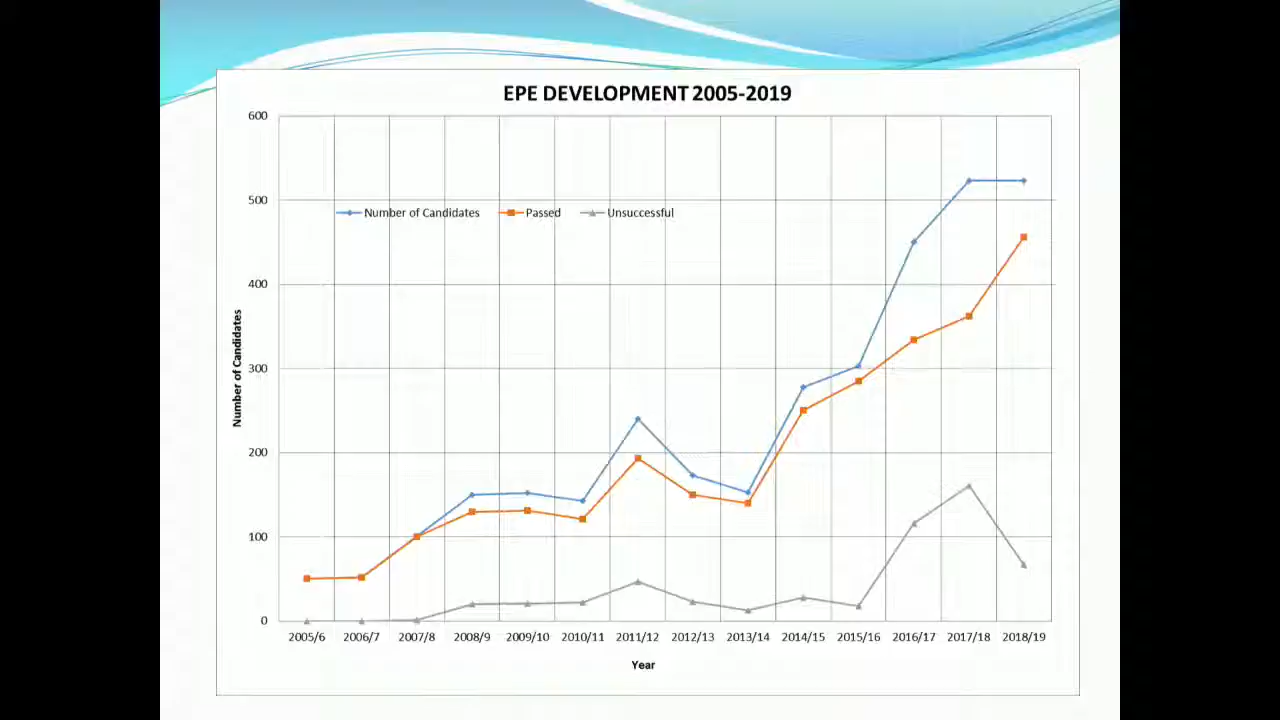 EPE DEVELOPMENT 2005-2019
600
500
400
300
200
100
0
Number of Candidates
Number of Candidates Passed Unsuccessful
2005/6 2006/7 2007/8 2008/9 2009/10 2010/11 2011/12 2012/13 2013/14 2014/15 2015/16 2016/17 2017/18 2018/19
Year